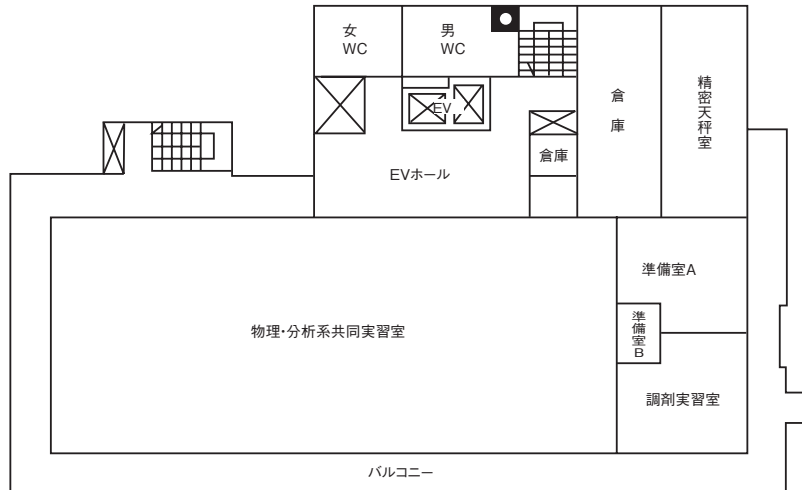 女
WC
男
WC
EV
倉庫
精密天秤室
倉庫
EVホール
準備室A
物理・分析系共同実習室
準備室B
調剤実習室
バルコニー